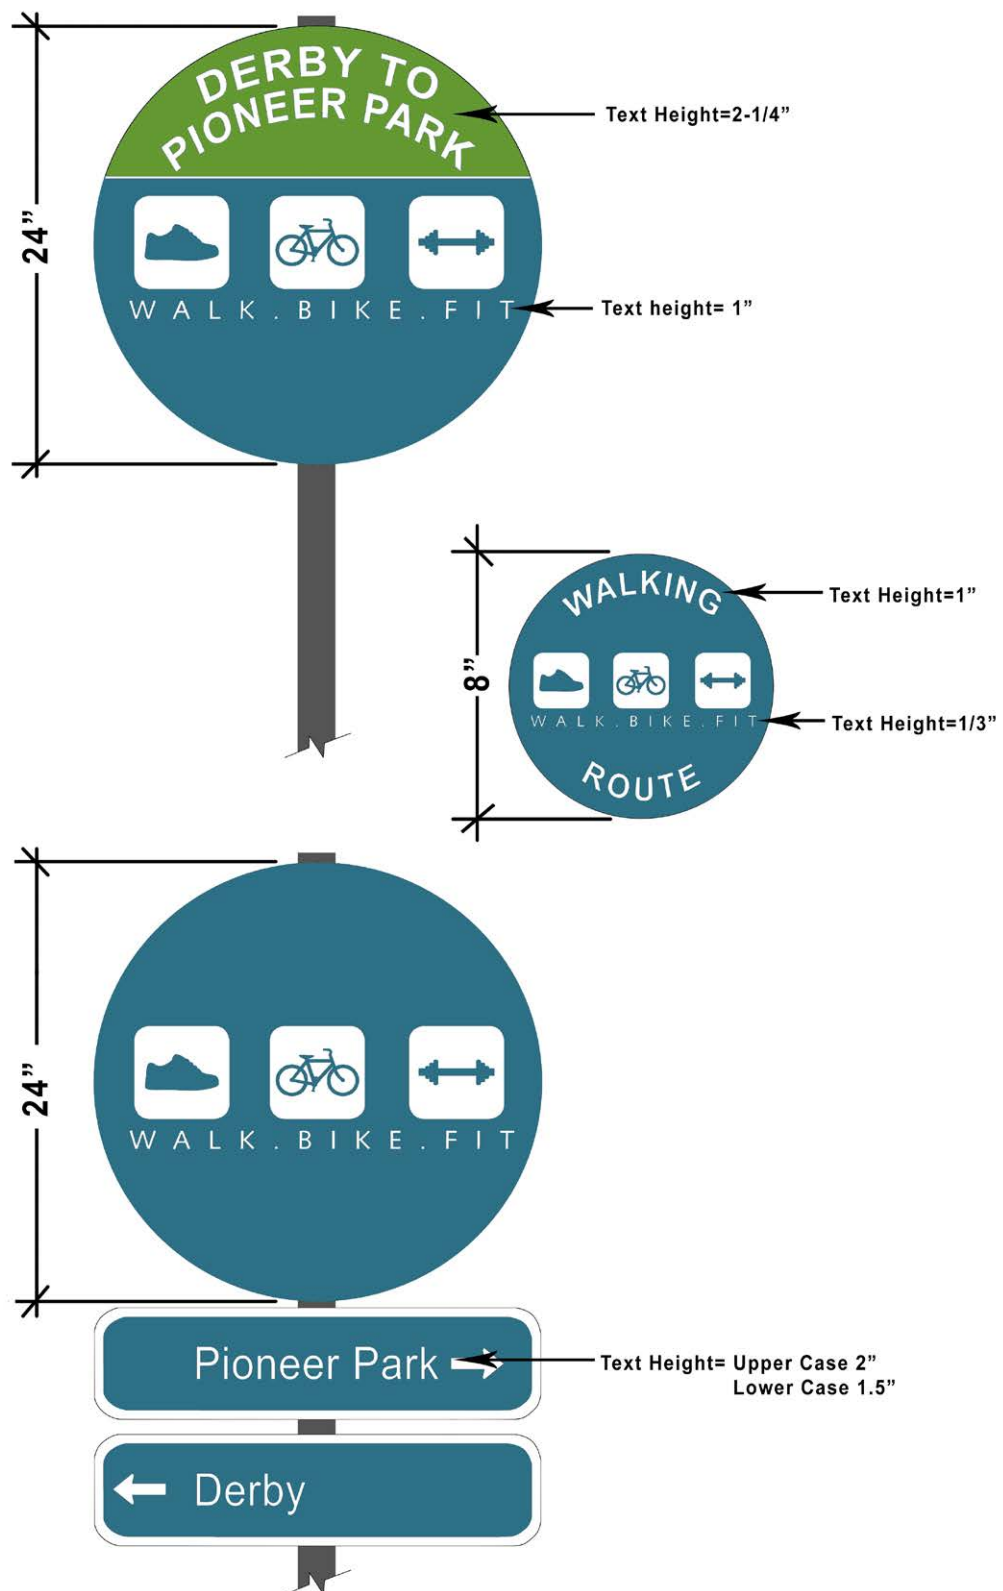 DERBY TO
PIONEER PARK
Text Height=2-1/4”
24”
WALK.BIKE.FIT
Text height= 1”
WALKING
Text Height=1”
8”
WALK.BIKE.FIT
Text Height=1/3”
ROUTE
24”
WALK.BIKE.FIT
Pioneer Park
Text Height= Upper Case 2”
Lower Case 1.5”
Derby